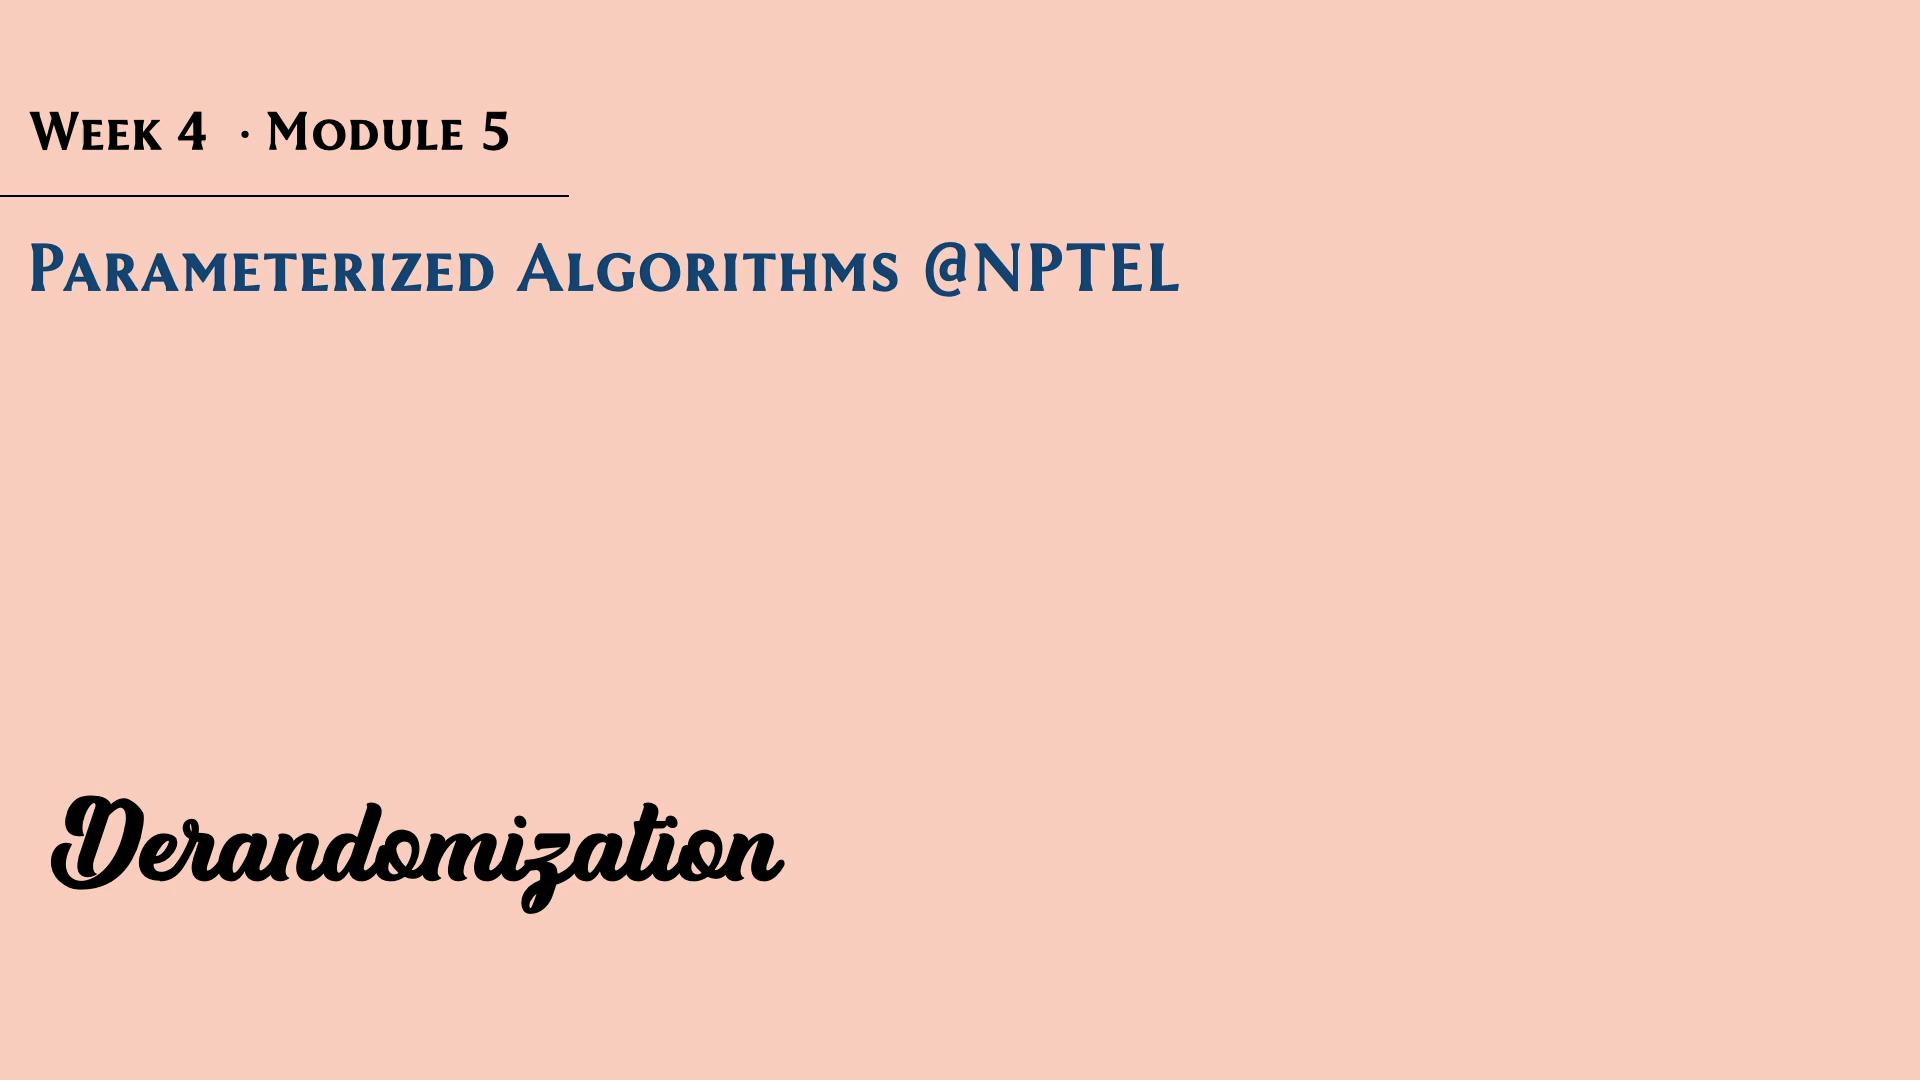 Week 4 · Module 5
Parameterized Algorithms @NPTEL
Derandomization